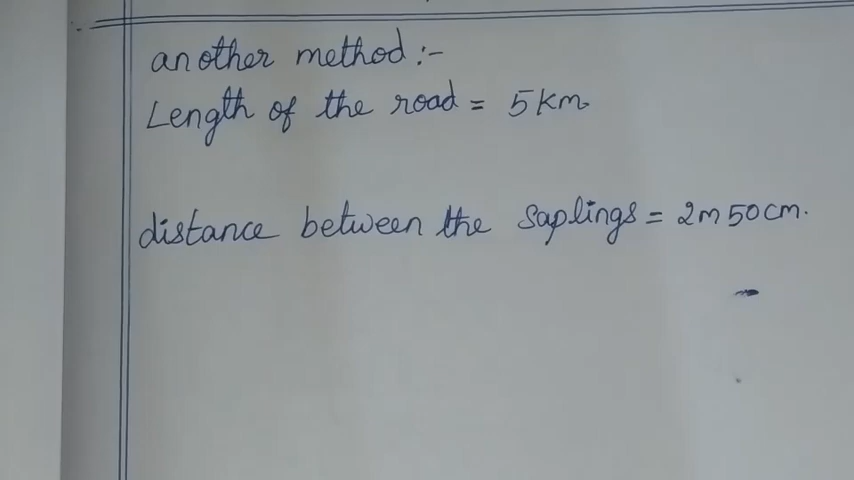 another method :-
Length of the road = 5 km.
distance between the saplings = 2m 50cm.